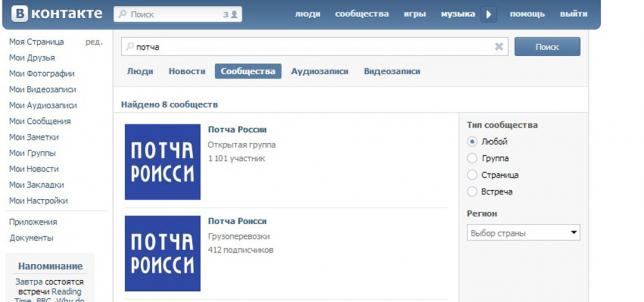 В контакте
Поиск 3
люди сообщества игры музыка помощь выйти
Моя Страница ред.
Мои Друзья
Мои Фотографии
Мои Видеозаписи
Мои Аудиозаписи
Мои Сообщения
Мои Заметки
Мои Группы
Мои Новости
Мои Закладки
Мои Настройки
Приложения
Документы
Напоминание
Завтра состоятся
встречи Reading
Time, BBC, Why do
потча
Поиск
Люди Новости Сообщества Аудиозаписи Видеозаписи
Найдено 8 сообществ
ПОТЧА
РОИССИ
Потча России
Открытая группа
1 101 участник
ПОТЧА
РОИССИ
Потча Роисси
Грузоперевозки
412 подписчиков
Тип сообщества
Любой
Группа
Страница
Встреча
Регион
Выбор страны